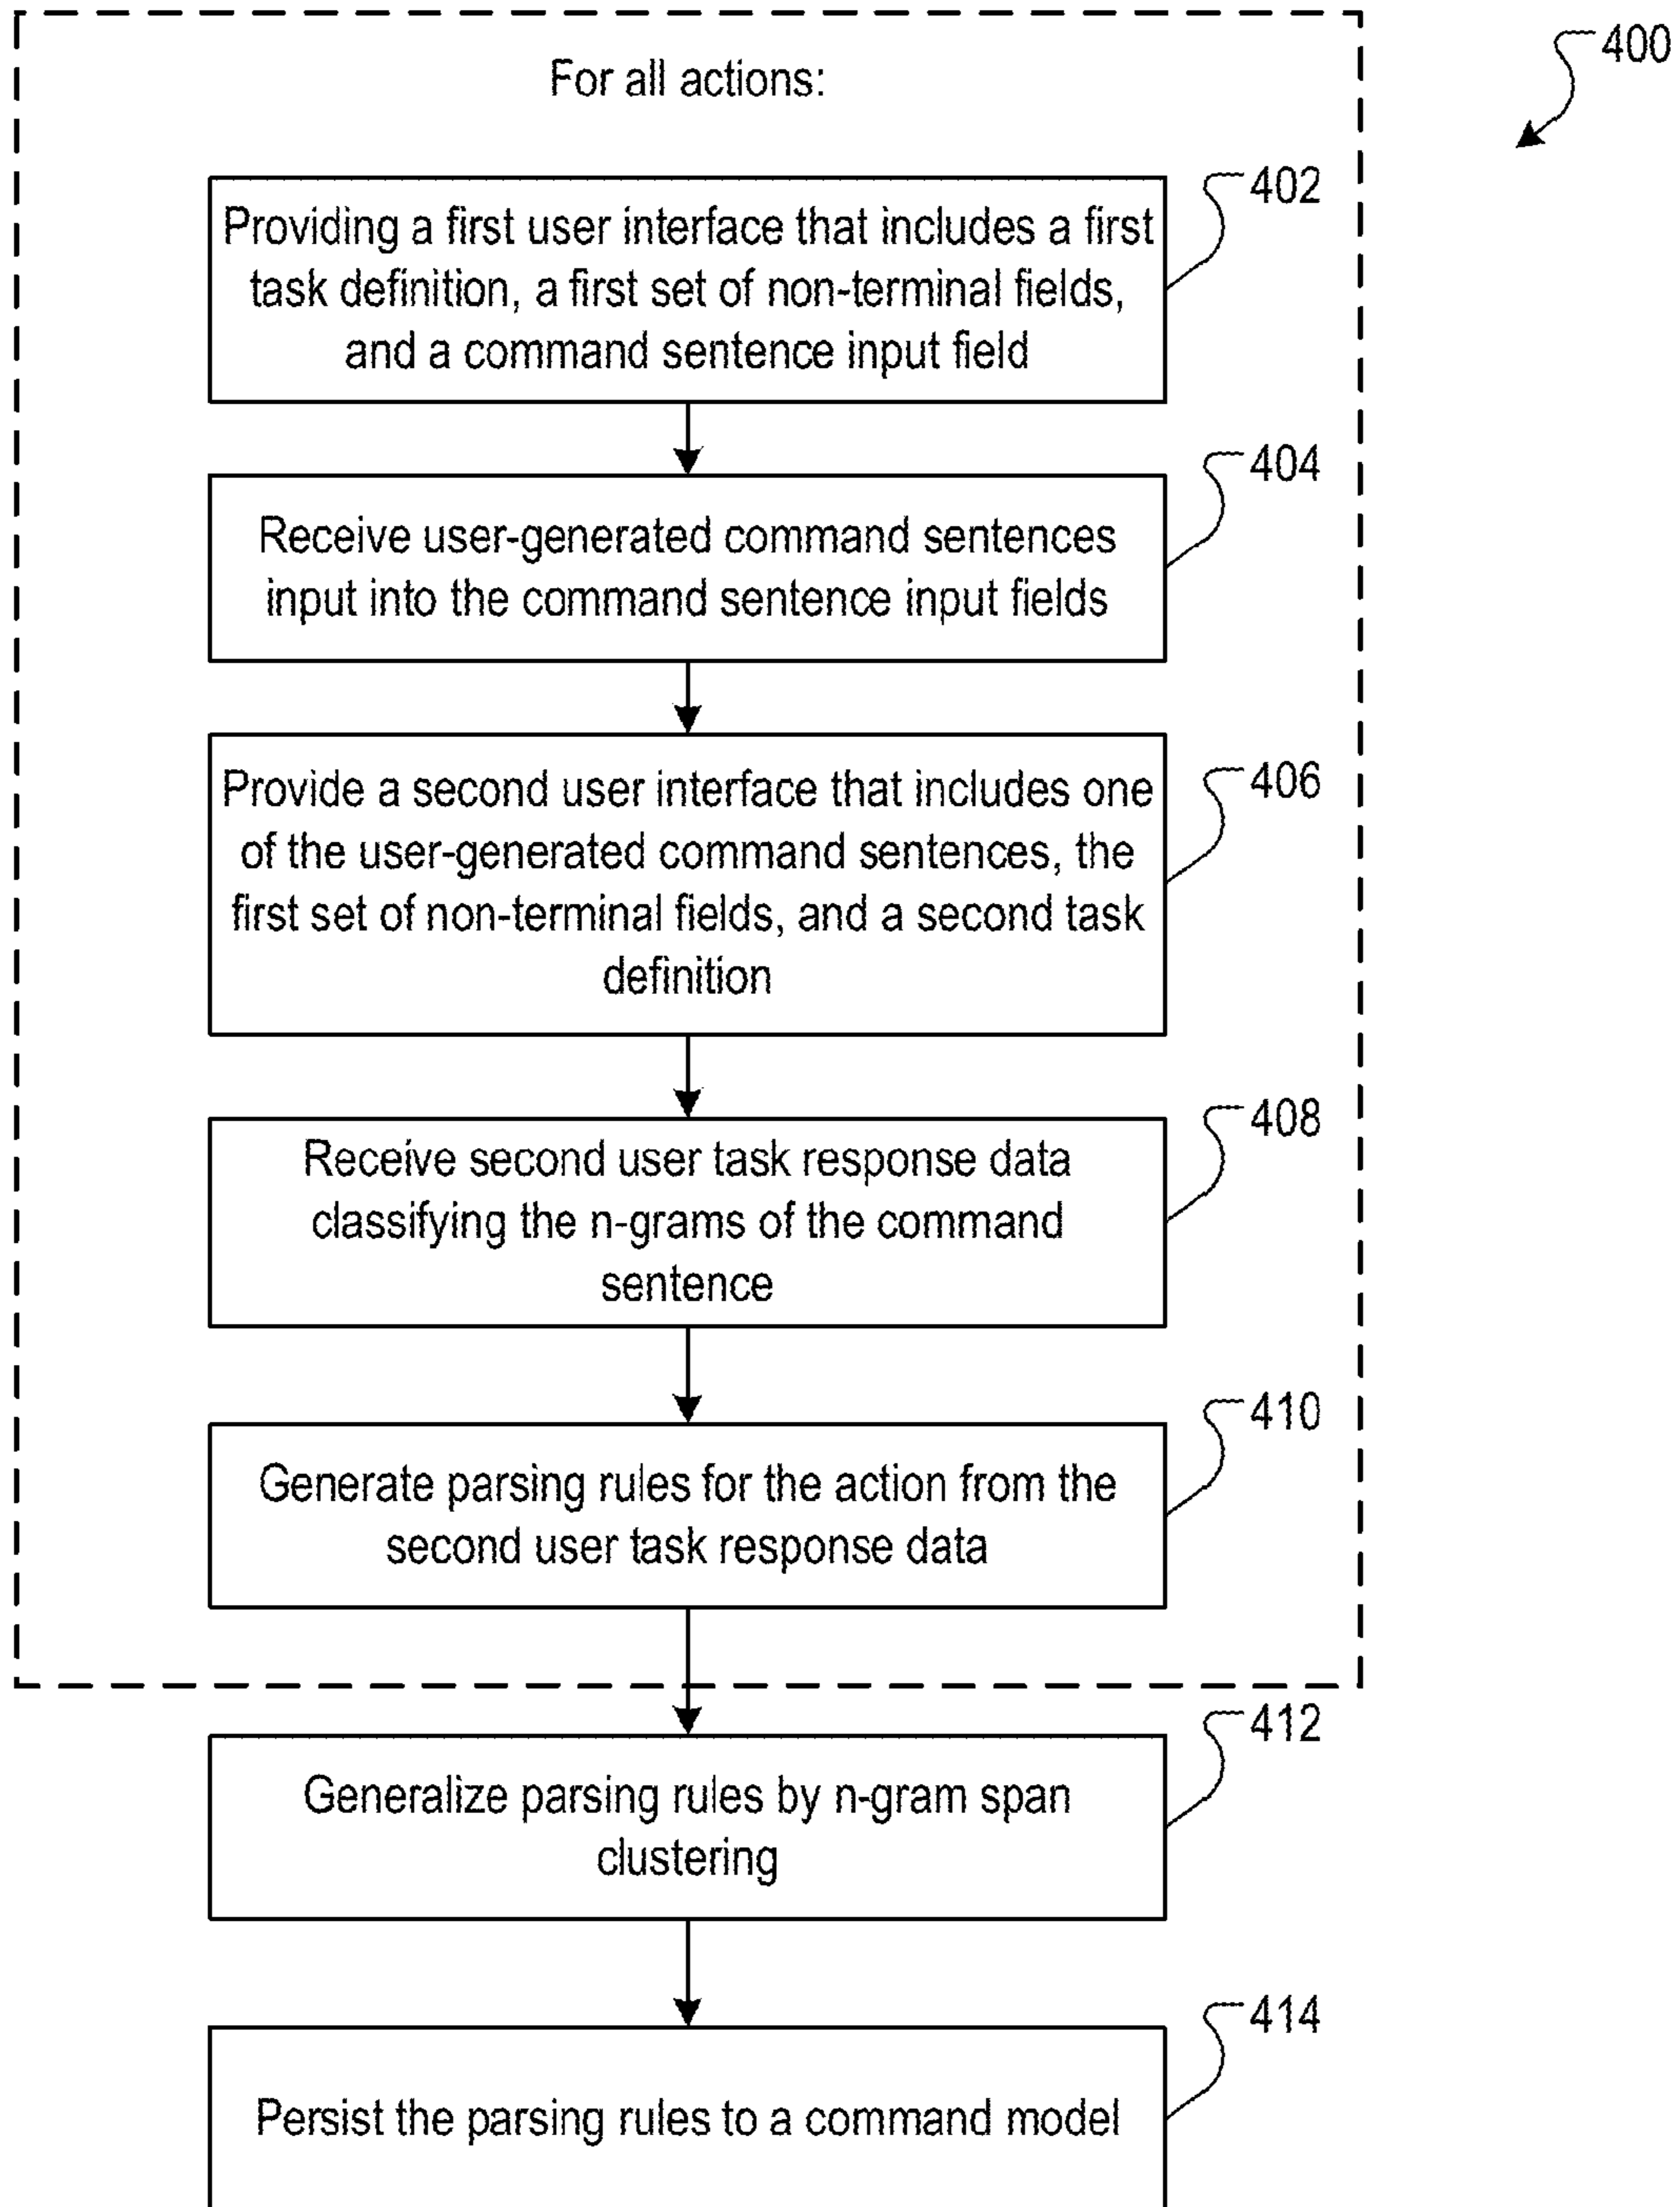 400
For all actions:
402
Providing a first user interface that includes a first
task definition, a first set of non-terminal fields,
and a command sentence input field
404
Receive user-generated command sentences
input into the command sentence input fields
406
Provide a second user interface that includes one
of the user-generated command sentences, the
first set of non-terminal fields, and a second task
definition
408
Receive second user task response data
classifying the n-grams of the command
sentence
410
Generate parsing rules for the action from the
second user task response data
412
Generalize parsing rules by n-gram span
clustering
414
Persist the parsing rules to a command model